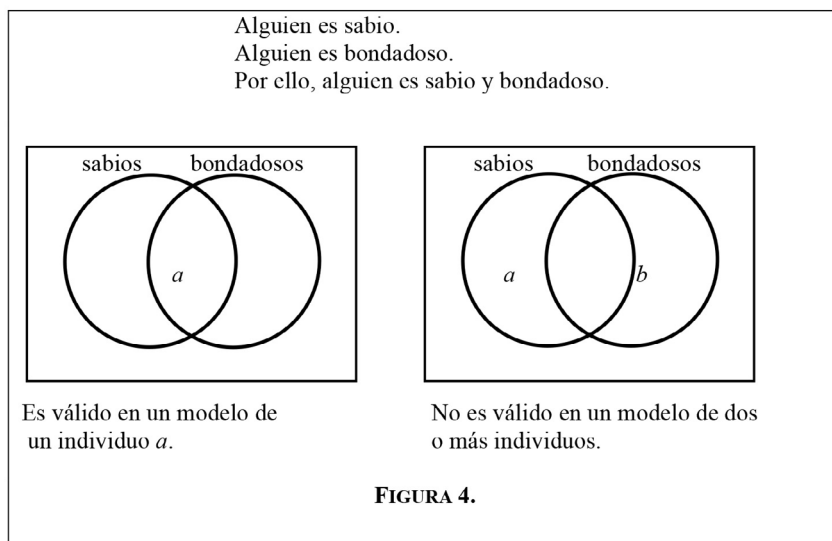 Alguien es sabio.
Alguien es bondadoso.
Por ello, alguien es sabio y bondadoso.
sabios bondadosos
a
sabios bondadosos
a b
Es válido en un modelo de
un individuo a.
No es válido en un modelo de dos
o más individuos.
FIGURA 4.